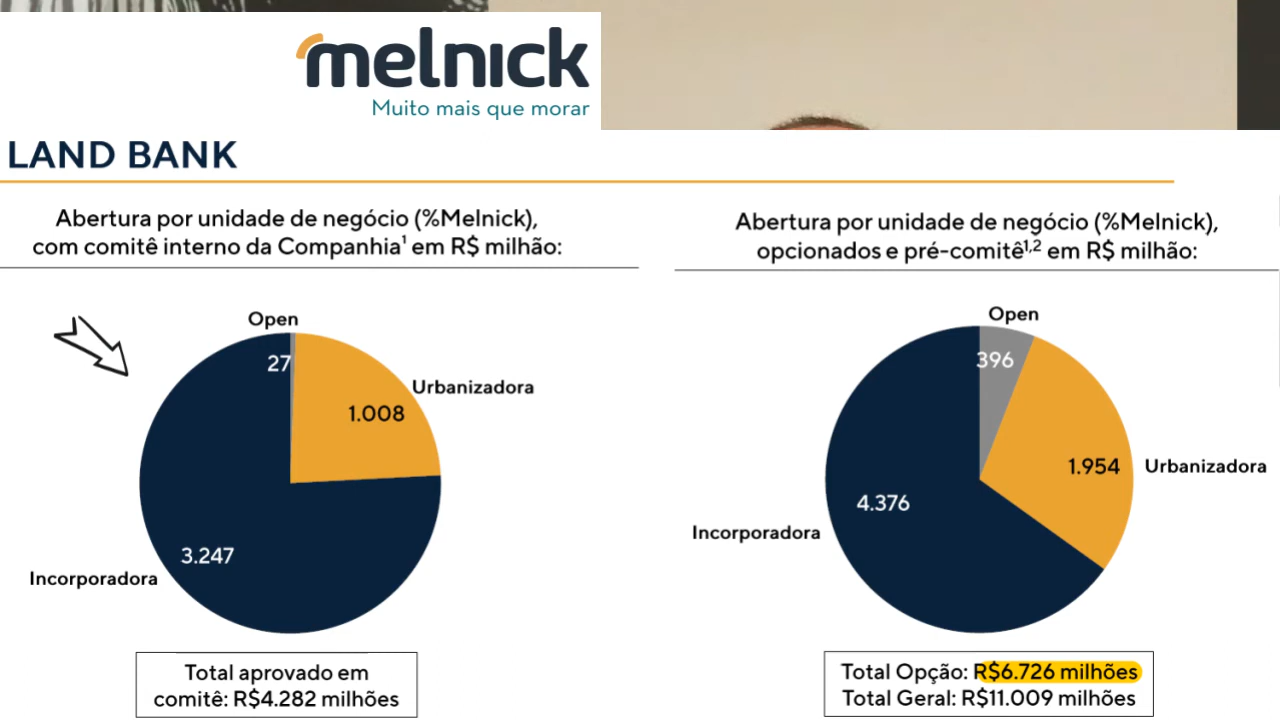 melnick
Muito mais que morar
LAND BANK
Abertura por unidade de negócio (%Melnick),
com comitê interno da Companhia¹ em R$ milhão:
Open
27
Urbanizadora
1.008
3.247
Incorporadora
Total aprovado em
comitê: R$4.282 milhões
Abertura por unidade de negócio (%Melnick),
opcionados e pré-comitê¹,² em R$ milhão:
Open
396
1.954
Urbanizadora
4.376
Incorporadora
Total Opção: R$6.726 milhões
Total Geral: R$11.009 milhões